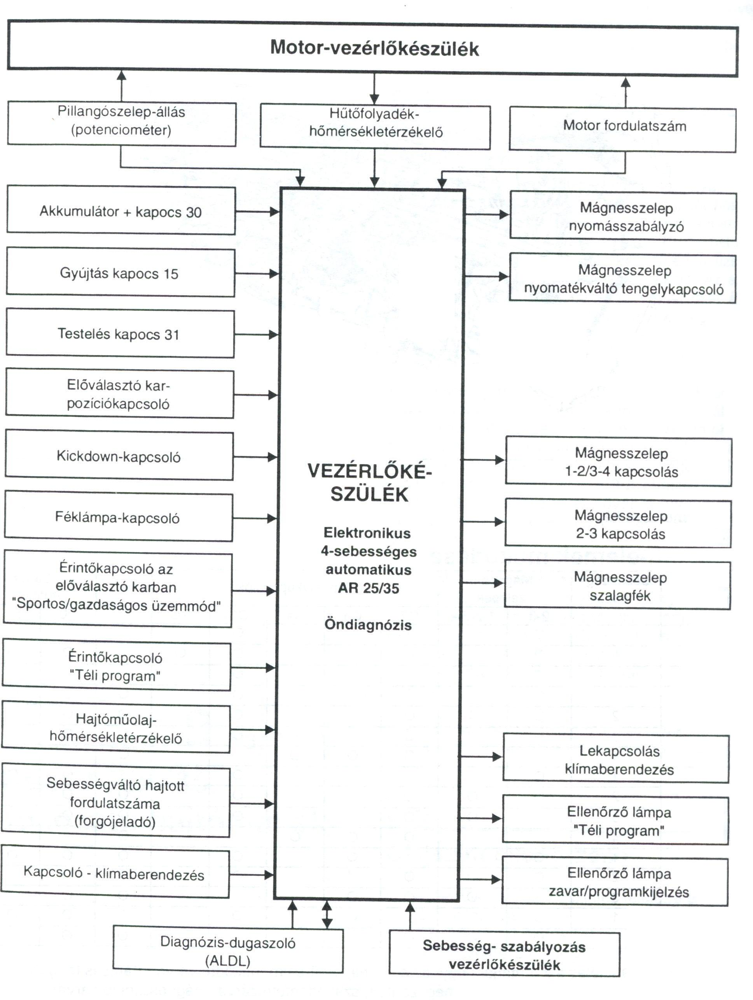 Motor-vezérlőkészülék
Pillangószelep-állás
(potenciométer)
Hűtőfolyadék-
hőmérsékletérzékelő
Motor fordulatszám
Akkumulátor + kapocs 30
Gyújtás kapocs 15
Testelés kapocs 31
Előválasztó kar-
pozíciókapcsoló
Kickdown-kapcsoló
Féklámpa-kapcsoló
Érintőkapcsoló az
előválasztó karban
"Sportos/gazdaságos üzemmód"
Érintőkapcsoló
"Téli program"
Hajtóműolaj-
hőmérsékletérzékelő
Sebességváltó hajtott
fordulatszáma
(forgójeladó)
Kapcsoló - klímaberendezés
VEZÉRLŐKÉ-
SZÜLÉK
Elektronikus
4-sebességes
automatikus
AR 25/35
Öndiagnózis
Mágnesszelep
nyomásszabályzó
Mágnesszelep
nyomatékváltó tengelykapcsoló
Mágnesszelep
1-2/3-4 kapcsolás
Mágnesszelep
2-3 kapcsolás
Mágnesszelep
szalagfék
Lekapcsolás
klímaberendezés
Ellenőrző lámpa
"Téli program"
Ellenőrző lámpa
zavar/programkijelzés
Diagnózis-dugaszoló
(ALDL)
Sebesség- szabályozás
vezérlőkészülék